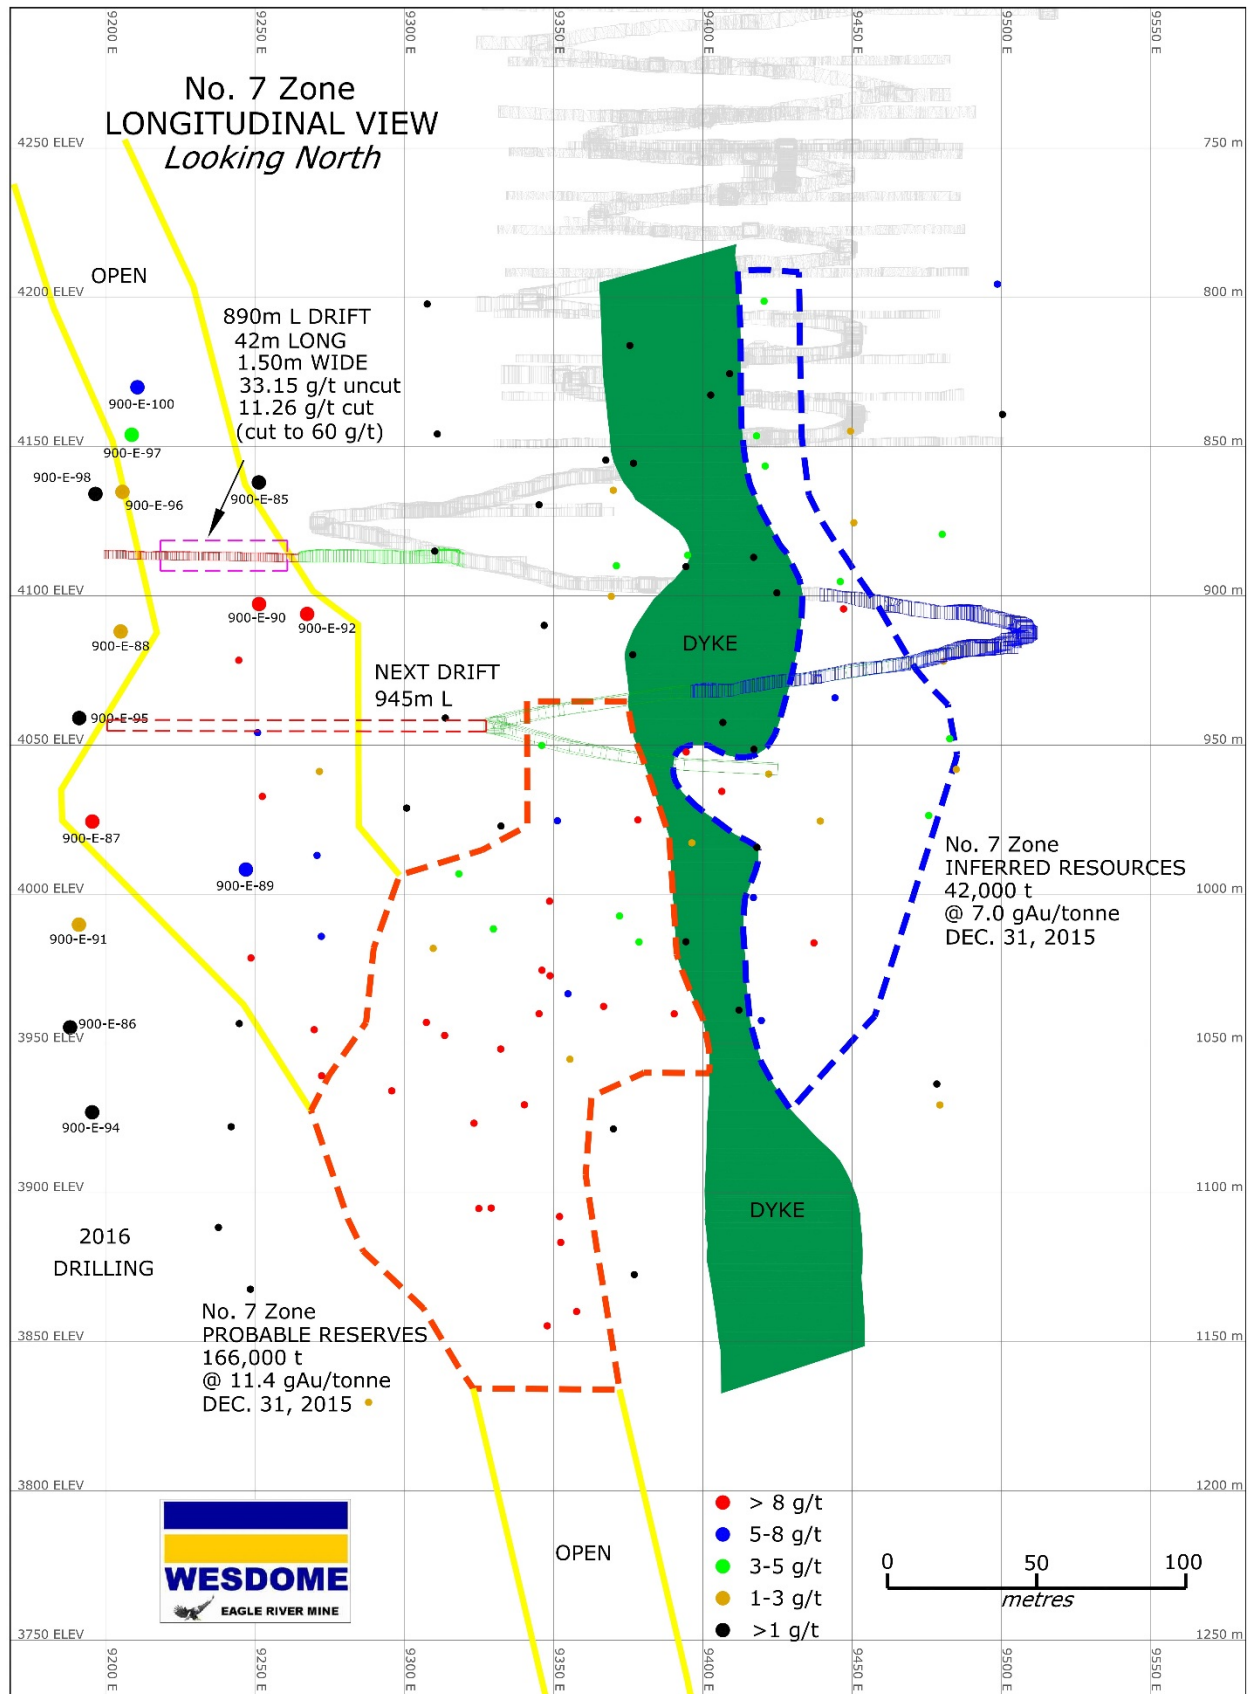 9200 E
9250 E
9300 E
9350 E
9400 E
9450 E
9500 E
9550 E
No. 7 Zone
LONGITUDINAL VIEW
Looking North
4250 ELEV
750 m
OPEN
4200 ELEV
800 m
890m L DRIFT
42m LONG
1.50m WIDE
33.15 g/t uncut
11.26 g/t cut
(cut to 60 g/t)
900-E-100
4150 ELEV
850 m
900-E-97
900-E-98
900-E-96
900-E-85
4100 ELEV
900 m
900-E-90
900-E-92
900-E-88
DYKE
NEXT DRIFT
945m L
900-E-95
4050 ELEV
950 m
900-E-87
No. 7 Zone
INFERRED RESOURCES
42,000 t
@ 7.0 gAu/tonne
DEC. 31, 2015
4000 ELEV
1000 m
900-E-89
900-E-91
900-E-86
3950 ELEV
1050 m
900-E-94
3900 ELEV
1100 m
DYKE
2016
DRILLING
No. 7 Zone
PROBABLE RESERVES
166,000 t
@ 11.4 gAu/tonne
DEC. 31, 2015
3850 ELEV
1150 m
3800 ELEV
1200 m
> 8 g/t
5-8 g/t
3-5 g/t
1-3 g/t
>1 g/t
OPEN
0 50 100
metres
WESDOME
EAGLE RIVER MINE
3750 ELEV
1250 m
9200 E
9250 E
9300 E
9350 E
9400 E
9450 E
9500 E
9550 E